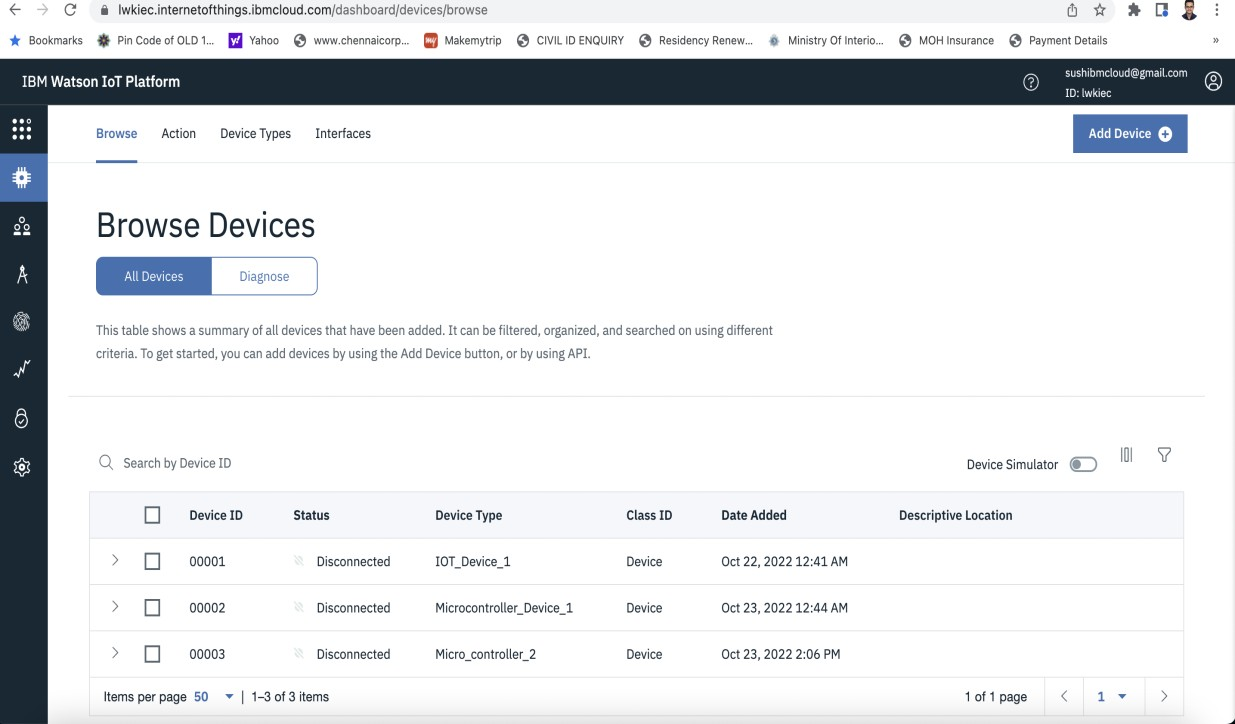 lwkiec.internetofthings.ibmcloud.com/dashboard/devices/browse
Bookmarks Pin Code of OLD 1... Yahoo www.chennaicorp... Makemytrip CIVIL ID ENQUIRY Residency Renew... Ministry Of Interio... MOH Insurance Payment Details »
IBM Watson IoT Platform
sushibmcloud@gmail.com
ID: lwkiec
Browse Action Device Types Interfaces Add Device
Browse Devices
All Devices Diagnose
This table shows a summary of all devices that have been added. It can be filtered, organized, and searched on using different
criteria. To get started, you can add devices by using the Add Device button, or by using API.
Search by Device ID Device Simulator
Device ID Status Device Type Class ID Date Added Descriptive Location
00001 Disconnected IOT_Device_1 Device Oct 22, 2022 12:41 AM
00002 Disconnected Microcontroller_Device_1 Device Oct 23, 2022 12:44 AM
00003 Disconnected Micro_controller_2 Device Oct 23, 2022 2:06 PM
Items per page 50 | 1–3 of 3 items 1 of 1 page 1